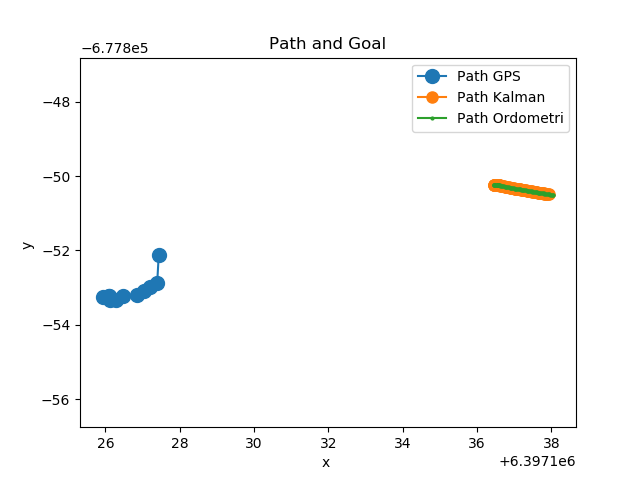 Path and Goal
−6.778e5
Path GPS
Path Kalman
Path Ordometri
−48
−50
−52
−54
−56
y
26 28 30 32 34 36 38
x
+6.3971e6